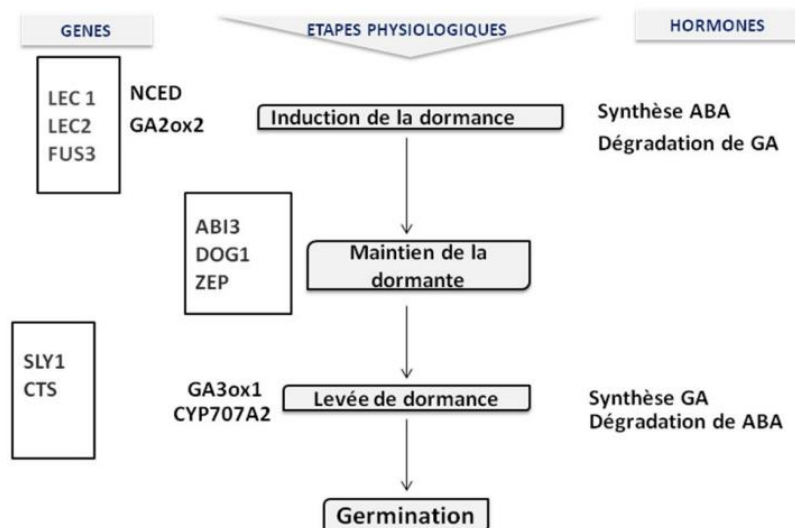 GENES
ETAPES PHYSIOLOGIQUES
HORMONES
LEC 1
LEC2
FUS3
NCED
GA2ox2
Induction de la dormance
Synthèse ABA
Dégradation de GA
ABI3
DOG1
ZEP
Maintien de la
dormante
SLY1
CTS
GA3ox1
CYP707A2
Levée de dormance
Synthèse GA
Dégradation de ABA
Germination